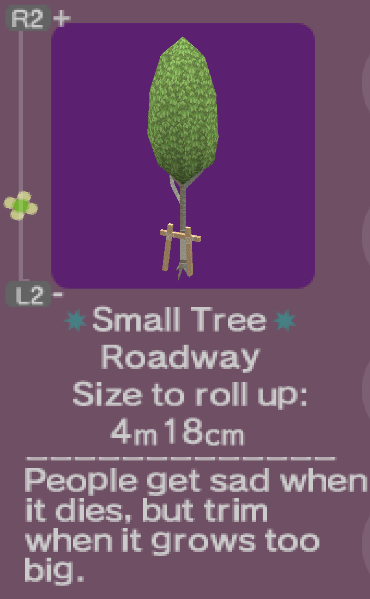 R2 +
L2 -
Small Tree
Roadway
Size to roll up:
4m18cm
People get sad when
it dies, but trim
when it grows too
big.